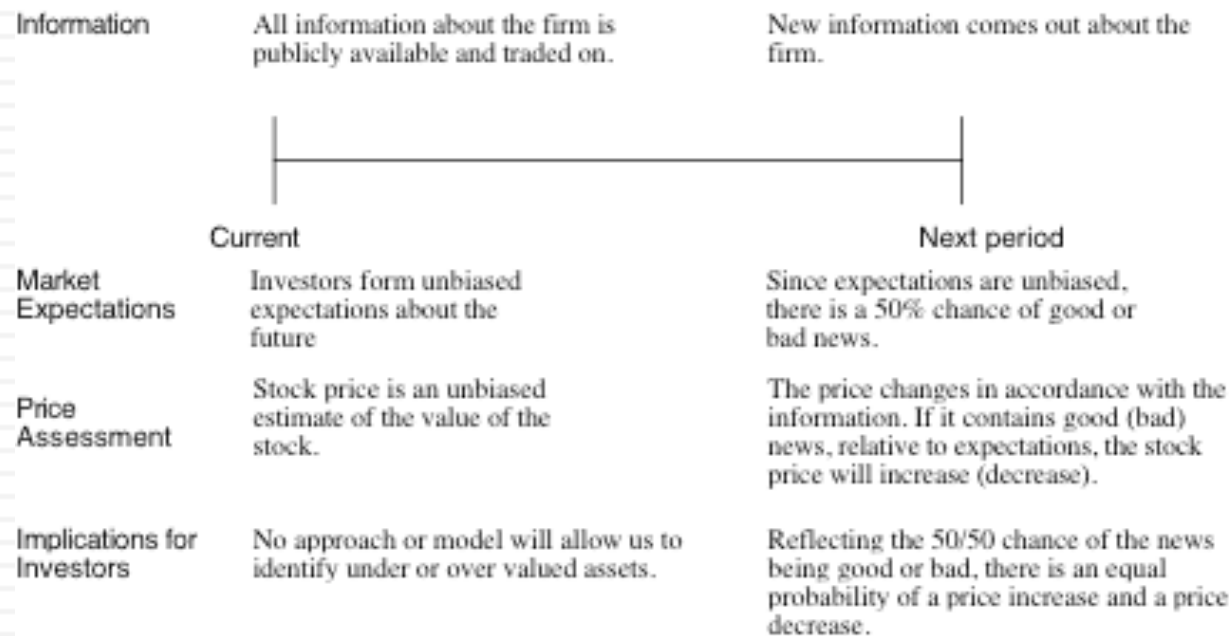 Information
All information about the firm is
publicly available and traded on.
New information comes out about the
firm.
Current
Next period
Market
Expectations
Investors form unbiased
expectations about the
future
Since expectations are unbiased,
there is a 50% chance of good or
bad news.
Price
Assessment
Stock price is an unbiased
estimate of the value of the
stock.
The price changes in accordance with the
information. If it contains good (bad)
news, relative to expectations, the stock
price will increase (decrease).
Implications for
Investors
No approach or model will allow us to
identify under or over valued assets.
Reflecting the 50/50 chance of the news
being good or bad, there is an equal
probability of a price increase and a price
decrease.